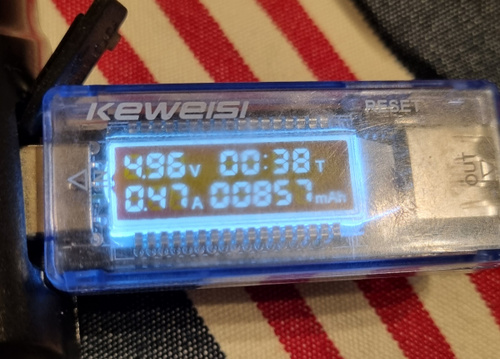 KEWEISI RESET
4.96V 00:38T
0.47A 00857mAh
OUT